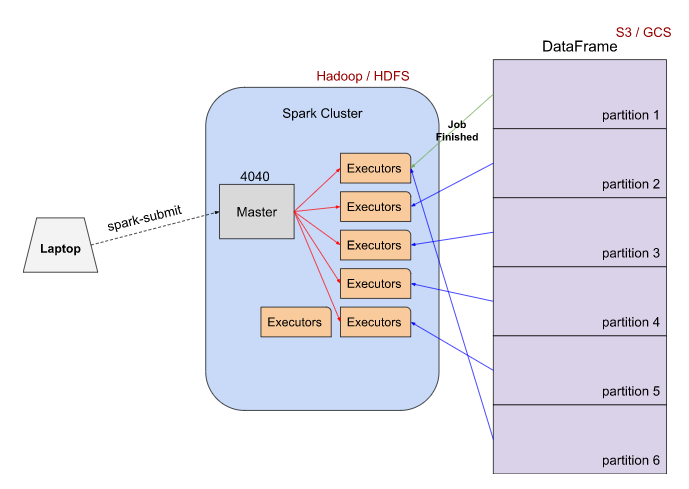 S3 / GCS
DataFrame
Hadoop / HDFS
Spark Cluster
Job
Finished
partition 1
4040
Executors
partition 2
spark-submit
Master
Executors
Laptop
Executors
partition 3
Executors
partition 4
Executors
Executors
partition 5
partition 6